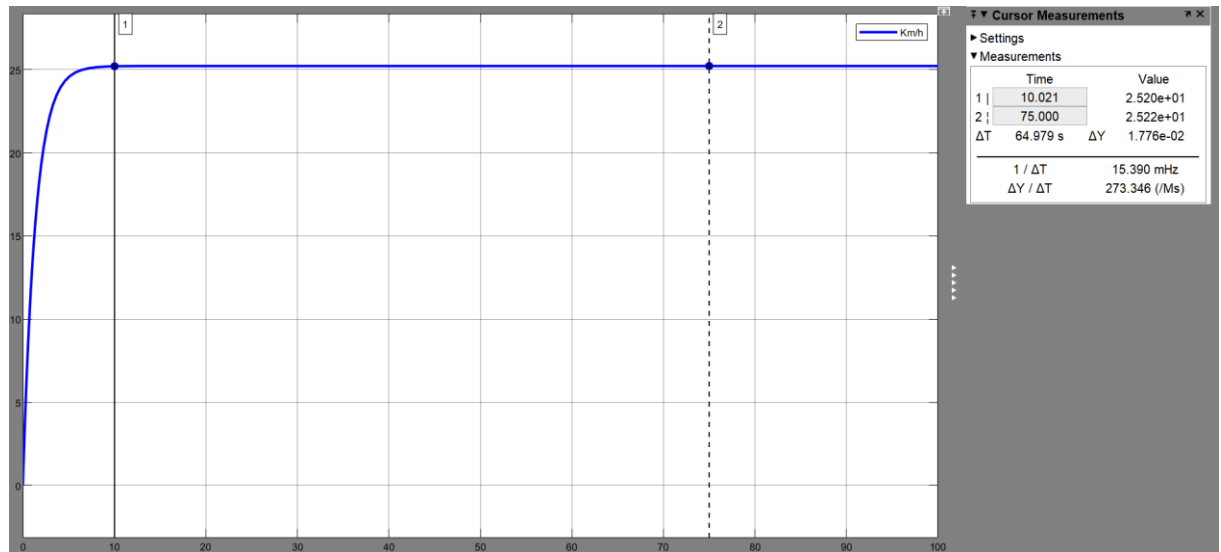 1
2
Km/h
25
20
15
10
5
0
0 10 20 30 40 50 60 70 80 90 100
Cursor Measurements
Settings
Measurements
Time Value
1 | 10.021 2.520e+01
2 ¦ 75.000 2.522e+01
ΔT 64.979 s ΔY 1.776e-02
1 / ΔT 15.390 mHz
ΔY / ΔT 273.346 (/Ms)